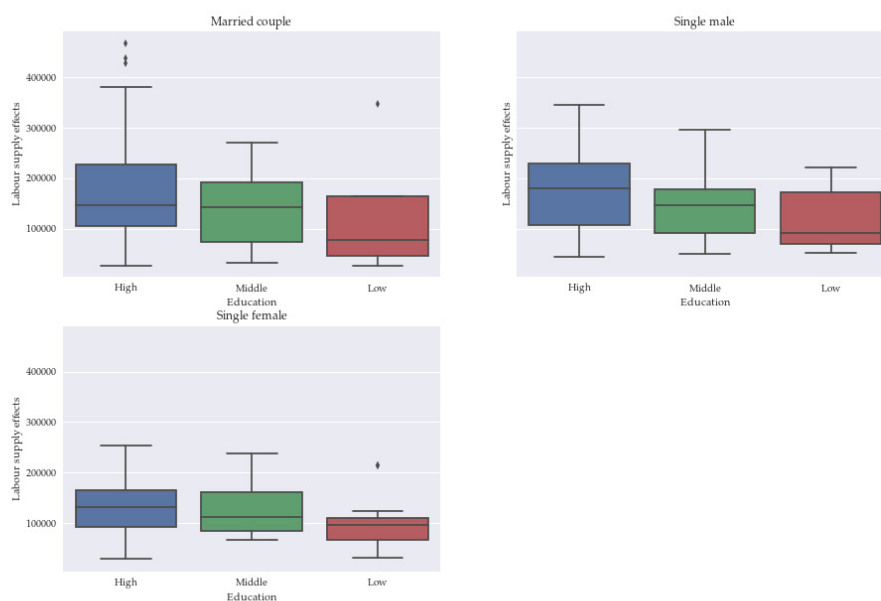 Married couple
Labour supply effects
400000
300000
200000
100000
High Middle Low
Education
Single male
Labour supply effects
High Middle Low
Education
Single female
Labour supply effects
400000
300000
200000
100000
High Middle Low
Education